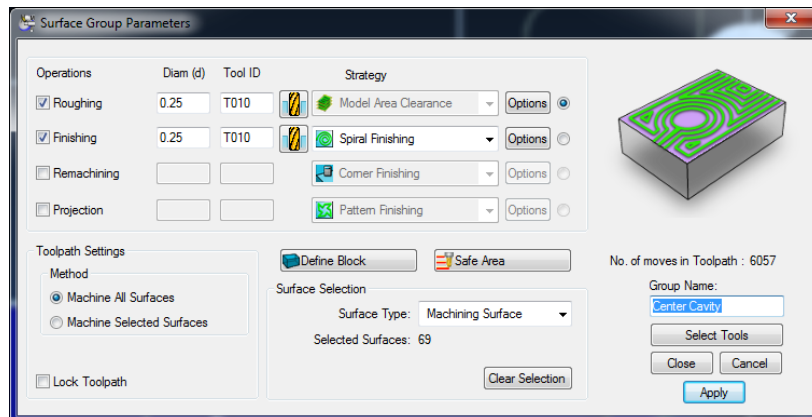 Surface Group Parameters
Operations Diam (d) Tool ID Strategy
Roughing 0.25 T010 Model Area Clearance Options
Finishing 0.25 T010 Spiral Finishing Options
Remachining Corner Finishing Options
Projection Pattern Finishing Options
Toolpath Settings
Method
Machine All Surfaces
Machine Selected Surfaces
Lock Toolpath
Define Block Safe Area
Surface Selection
Surface Type: Machining Surface
Selected Surfaces: 69
Clear Selection
No. of moves in Toolpath : 6057
Group Name:
Center Cavity
Select Tools
Close Cancel
Apply